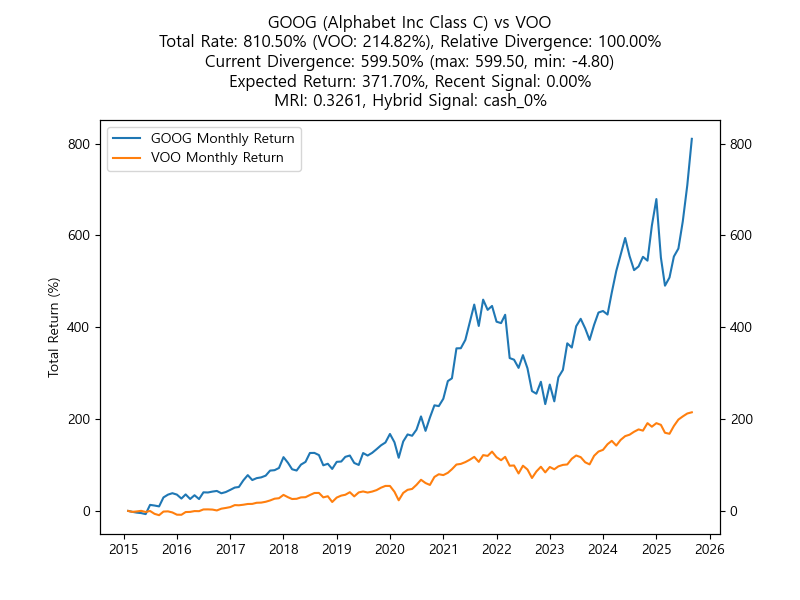 GOOG (Alphabet Inc Class C) vs VOO
Total Rate: 810.50% (VOO: 214.82%), Relative Divergence: 100.00%
Current Divergence: 599.50% (max: 599.50, min: -4.80)
Expected Return: 371.70%, Recent Signal: 0.00%
MRI: 0.3261, Hybrid Signal: cash_0%
GOOG Monthly Return
VOO Monthly Return
Total Return (%)
800
600
400
200
0
800
600
400
200
0
2015 2016 2017 2018 2019 2020 2021 2022 2023 2024 2025 2026